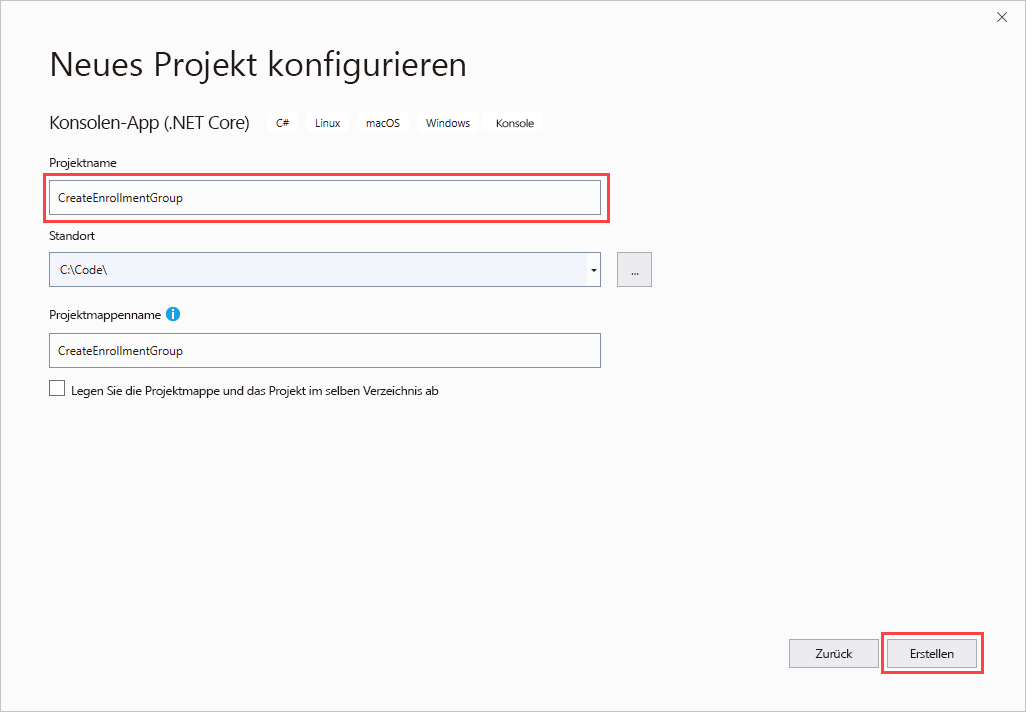 Neues Projekt konfigurieren
Konsolen-App (.NET Core) C# Linux macOS Windows Konsole
Projektname
CreateEnrollmentGroup
Standort
C:\Code\
...
Projektmappenname i
CreateEnrollmentGroup
Legen Sie die Projektmappe und das Projekt im selben Verzeichnis ab
Zurück Erstellen